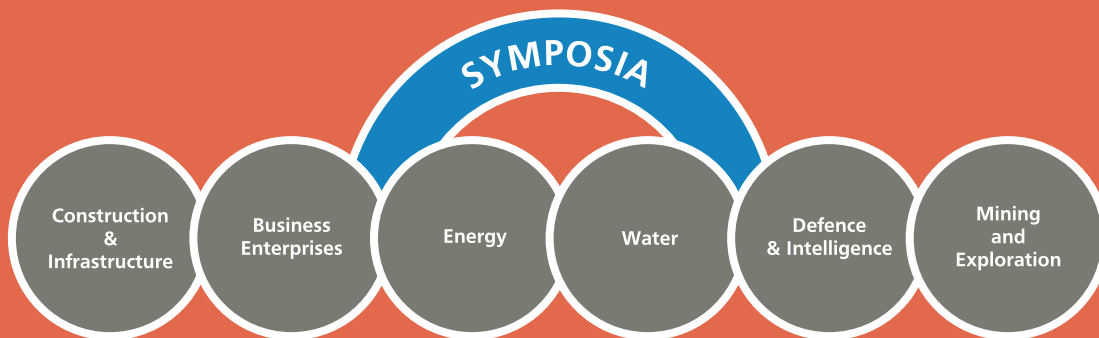 SYMPOSIA
Construction
&
Infrastructure
Business
Enterprises
Energy
Water
Defence
& Intelligence
Mining
and
Exploration